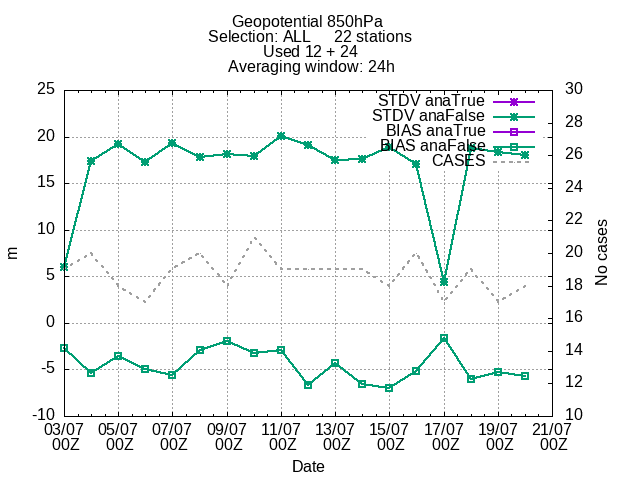 Geopotential 850hPa
Selection: ALL 22 stations
Used 12 + 24
Averaging window: 24h
25 30
STDV anaTrue
28
STDV anaFalse
20 BIAS anaTrue
26
BIAS anaFalse
CASES
15 24
22
10
20
5
18
0
16
14
-5
12
-10 10
m
No cases
03/07 05/07 07/07 09/07 11/07 13/07 15/07 17/07 19/07 21/07
00Z 00Z 00Z 00Z 00Z 00Z 00Z 00Z 00Z 00Z
Date